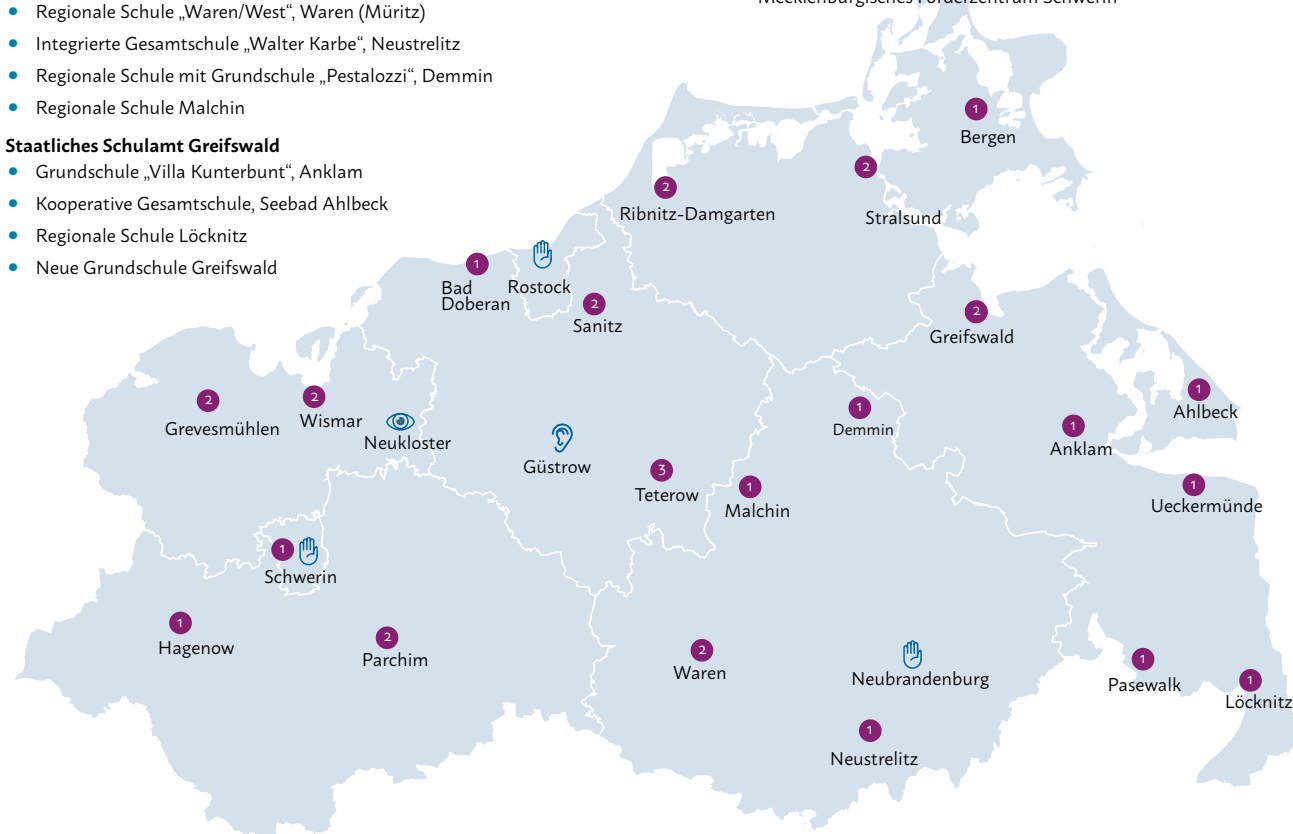 • Regionale Schule „Waren/West“, Waren (Müritz)
• Integrierte Gesamtschule „Walter Karbe“, Neustrelitz
• Regionale Schule mit Grundschule „Pestalozzi“, Demmin
• Regionale Schule Malchin
Staatliches Schulamt Greifswald
• Grundschule „Villa Kunterbunt“, Anklam
• Kooperative Gesamtschule, Seebad Ahlbeck
• Regionale Schule Löcknitz
• Neue Grundschule Greifswald
Mecklenburgisches Förderzentrum Schwerin
1
Bergen
2
Stralsund
2
Ribnitz-Damgarten
1
Bad
Doberan
Rostock
2
Sanitz
2
Greifswald
2
Grevesmühlen
2
Wismar
Neukloster
Güstrow
3
Teterow
1
Malchin
1
Demmin
1
Anklam
1
Ahlbeck
1
Ueckermünde
1
Schwerin
1
Hagenow
2
Parchim
2
Waren
Neubrandenburg
1
Neustrelitz
1
Pasewalk
1
Löcknitz